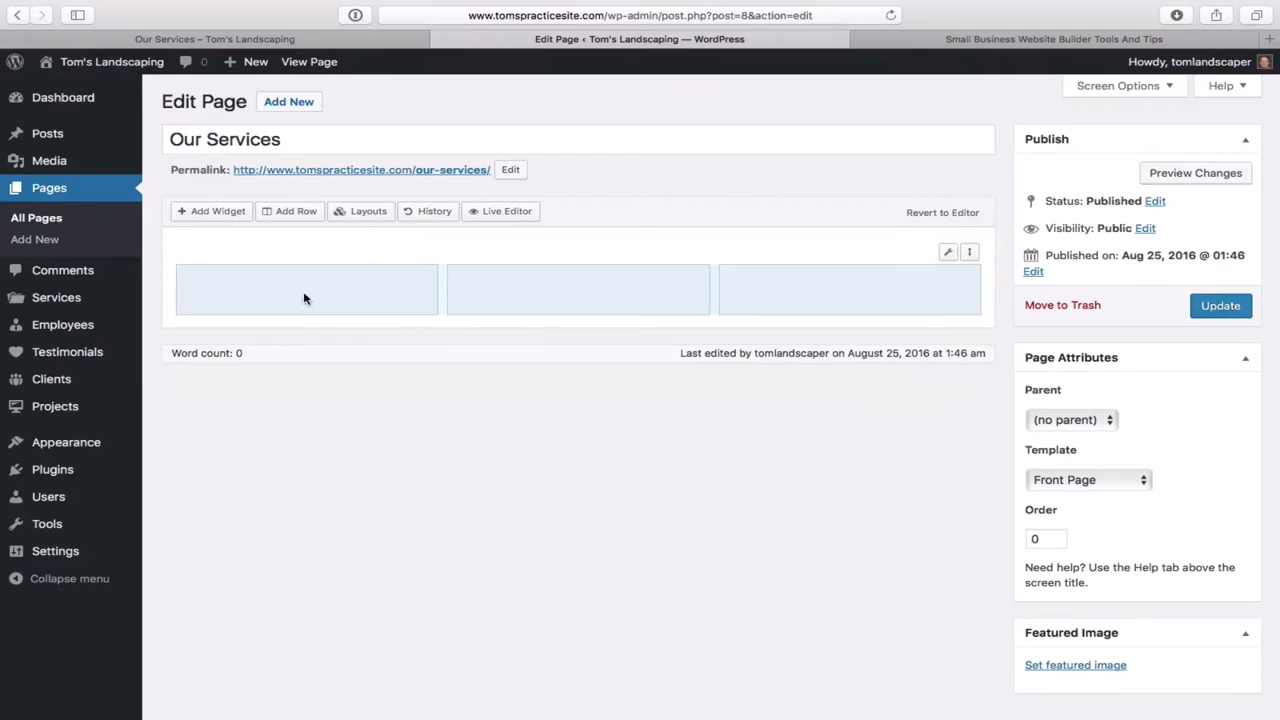 www.tomspracticesite.com/wp-admin/post.php?post=8&action=edit
Our Services – Tom's Landscaping
Edit Page ‹ Tom's Landscaping — WordPress
Small Business Website Builder Tools And Tips
Tom's Landscaping
0
New
View Page
Howdy, tomlandscaper
Dashboard
Posts
Media
Pages
All Pages
Add New
Comments
Services
Employees
Testimonials
Clients
Projects
Appearance
Plugins
Users
Tools
Settings
Collapse menu
Screen Options
Help
Edit Page
Add New
Our Services
Permalink: http://www.tomspracticesite.com/our-services/ Edit
Add Widget
Add Row
Layouts
History
Live Editor
Revert to Editor
Word count: 0
Last edited by tomlandscaper on August 25, 2016 at 1:46 am
Publish
Preview Changes
Status: Published Edit
Visibility: Public Edit
Published on: Aug 25, 2016 @ 01:46
Edit
Move to Trash
Update
Page Attributes
Parent
(no parent)
Template
Front Page
Order
0
Need help? Use the Help tab above the
screen title.
Featured Image
Set featured image